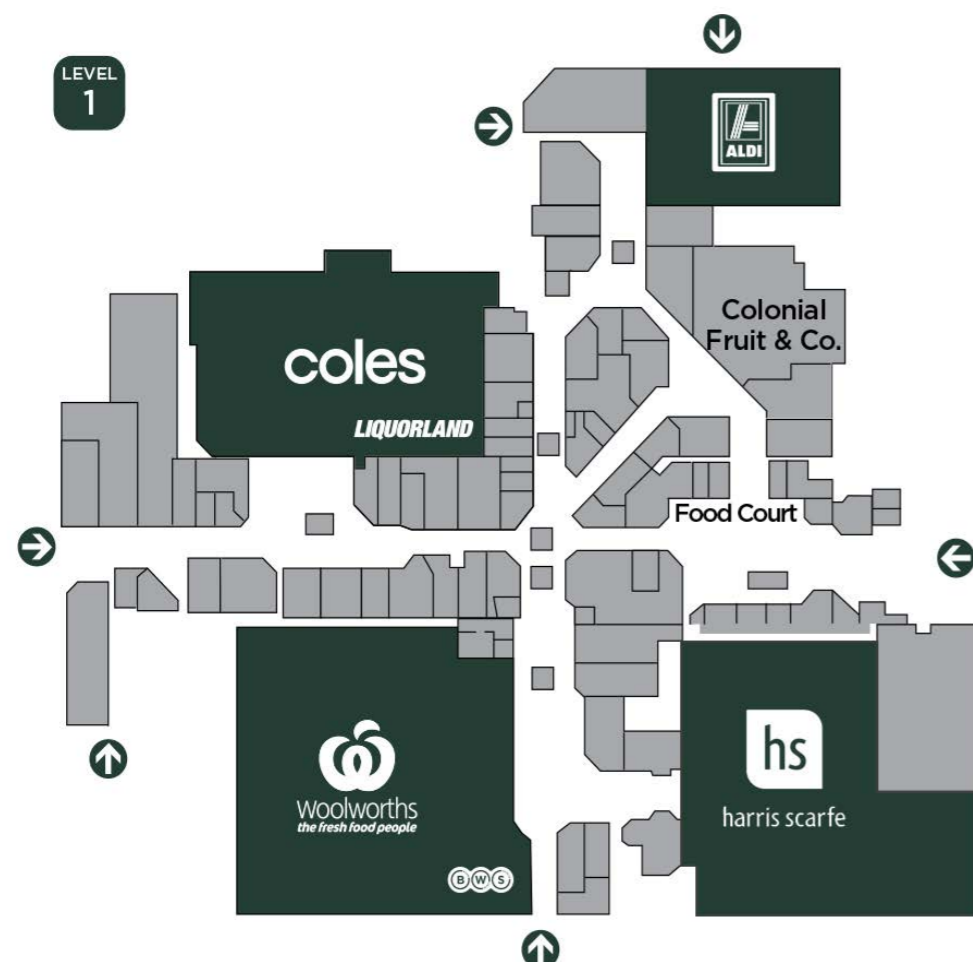 LEVEL
1
ALDI
Colonial
Fruit & Co.
coles
LIQUORLAND
Food Court
woolworths
the fresh food people
BWS
hs
harris scarfe